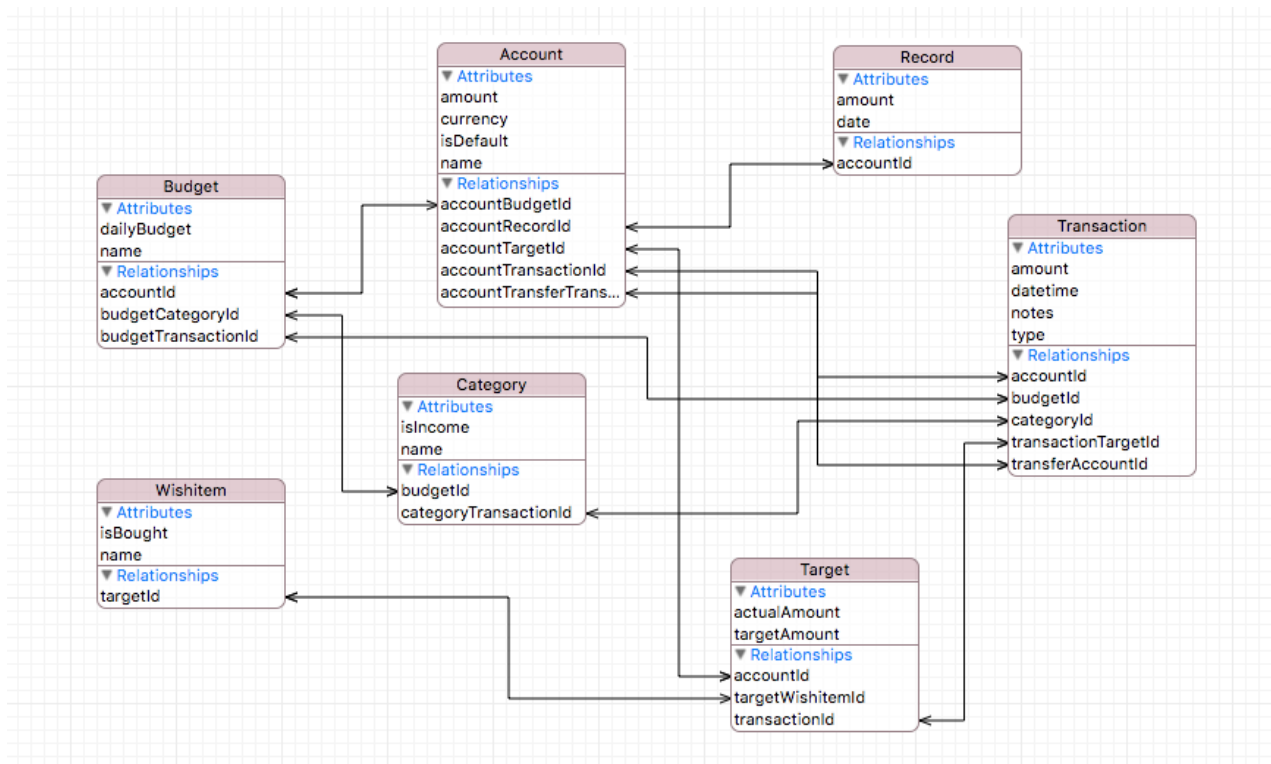 Account
▼ Attributes
amount
currency
isDefault
name
▼ Relationships
accountBudgetId
accountRecordId
accountTargetId
accountTransactionId
accountTransferTrans...
Record
▼ Attributes
amount
date
▼ Relationships
accountId
Budget
▼ Attributes
dailyBudget
name
▼ Relationships
accountId
budgetCategoryId
budgetTransactionId
Transaction
▼ Attributes
amount
datetime
notes
type
▼ Relationships
accountId
budgetId
categoryId
transactionTargetId
transferAccountId
Category
▼ Attributes
isIncome
name
▼ Relationships
budgetId
categoryTransactionId
Wishitem
▼ Attributes
isBought
name
▼ Relationships
targetId
Target
▼ Attributes
actualAmount
targetAmount
▼ Relationships
accountId
targetWishitemId
transactionId